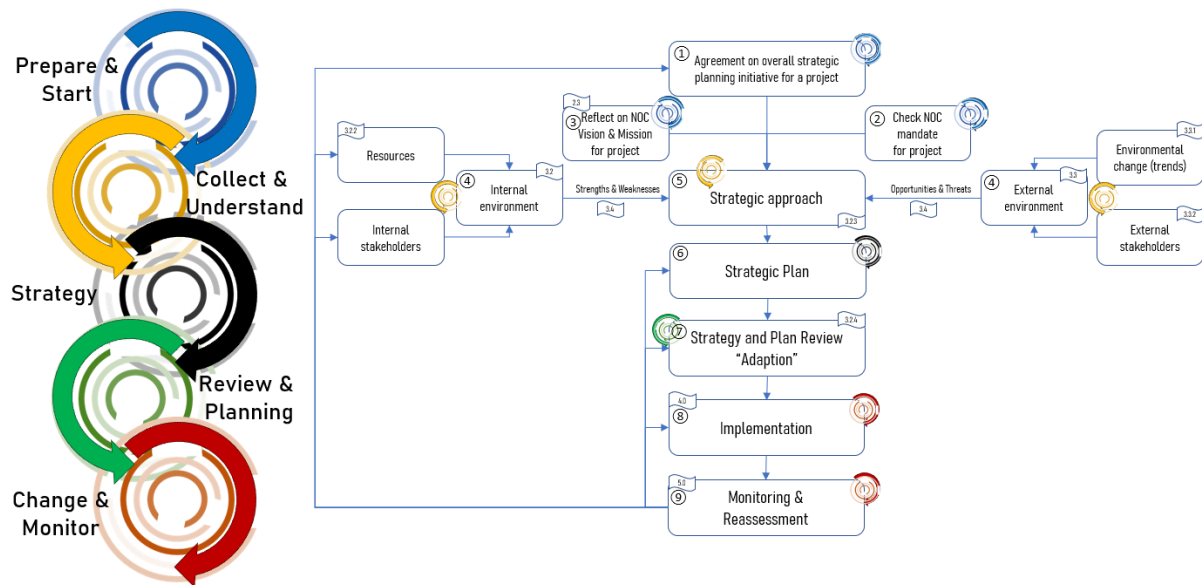 Prepare &
Start
Collect &
Understand
Strategy
Review &
Planning
Change &
Monitor
①
Agreement on overall strategic
planning initiative for a project
2.3
③
Reflect on NOC
Vision & Mission
for project
②
Check NOC
mandate
for project
3.2.2
Resources
Internal
stakeholders
3.2
④
Internal
environment
Strengths & Weaknesses
3.4
⑤
Strategic approach
3.2.3
Opportunities & Threats
3.4
3.3
④
External
environment
3.3.1
Environmental
change (trends)
3.3.2
External
stakeholders
⑥
Strategic Plan
3.2.4
⑦
Strategy and Plan Review
“Adaption”
4.0
⑧
Implementation
5.0
⑨
Monitoring &
Reassessment